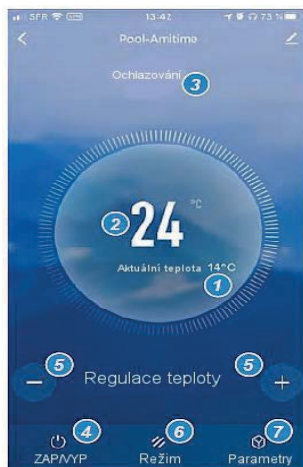 SFR 13:42 73 %
Pool-Amitime
Ochlazování
3
2 24 °C
Aktuální teplota 14°C
1
5 5
− Regulace teploty +
4 6 7
ZAP/VYP Režim Parametry